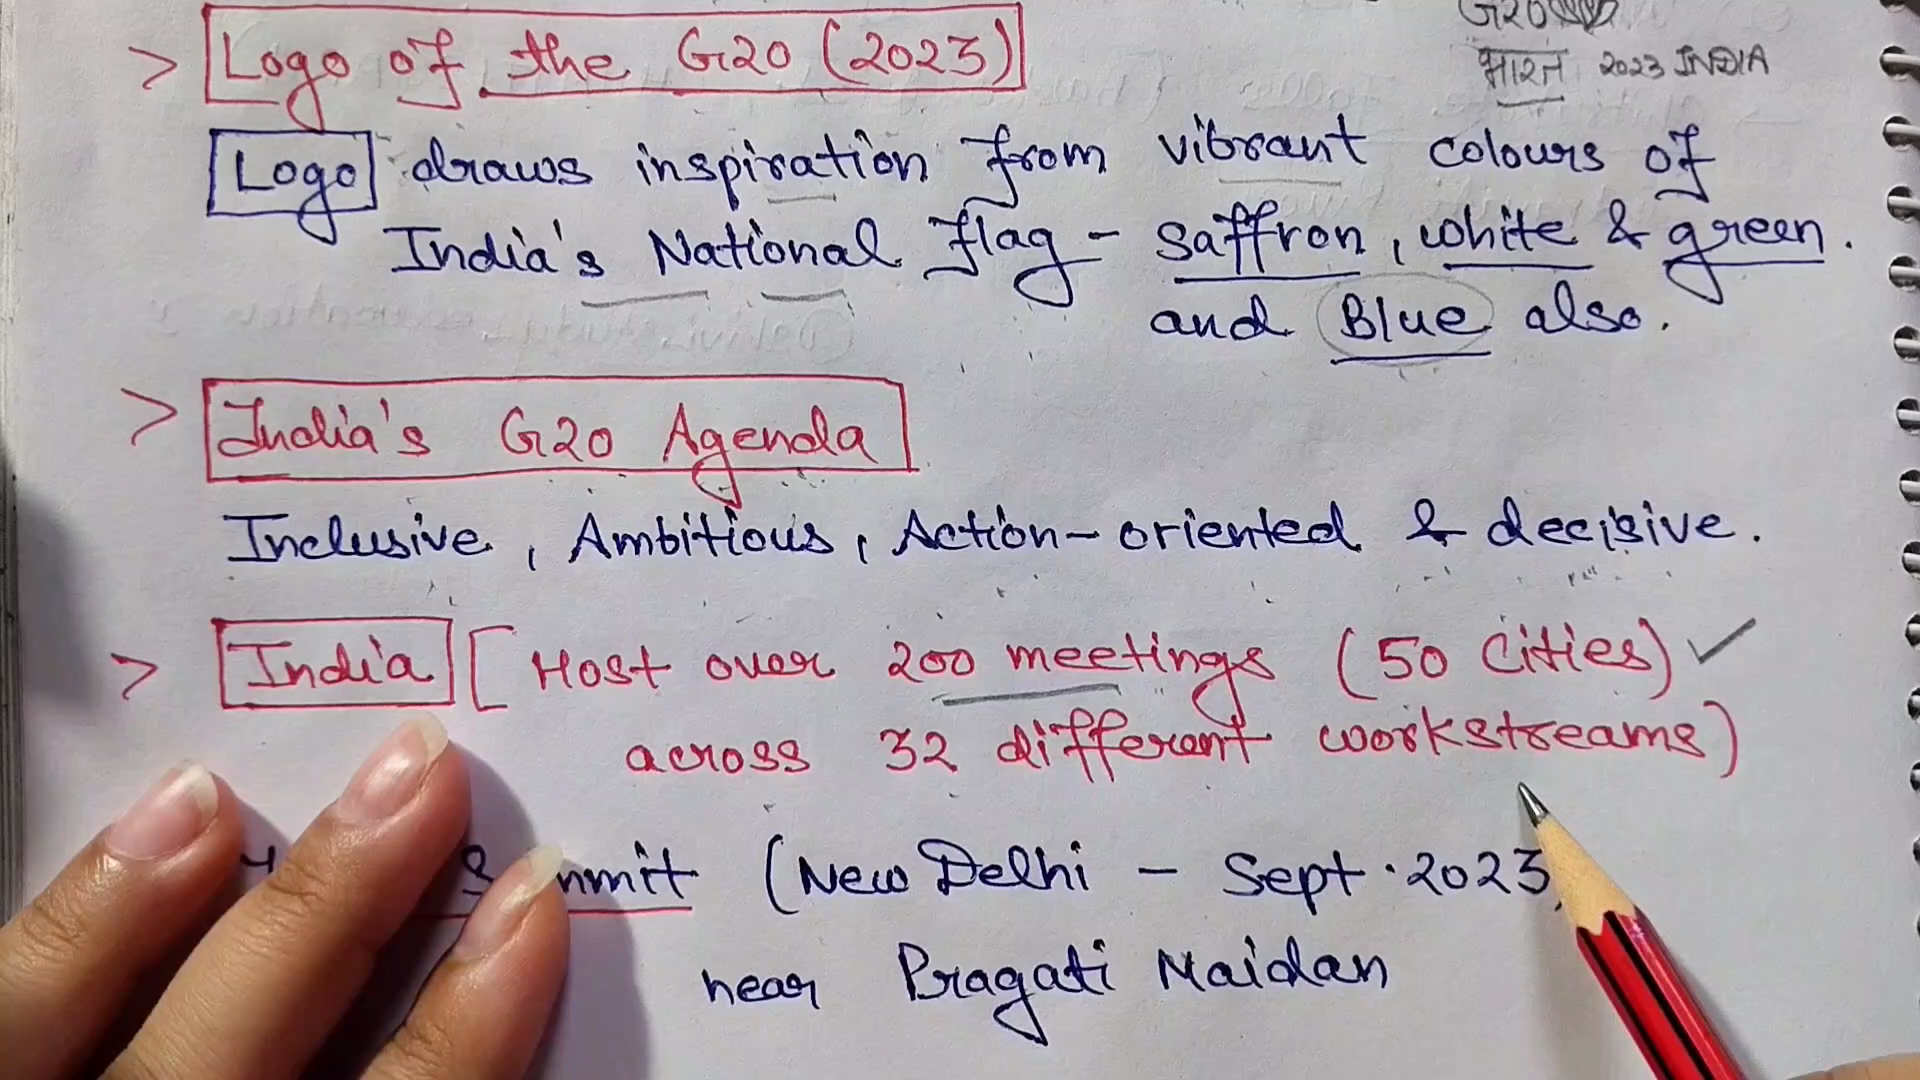 G20
भारत 2023 INDIA
> Logo of the G20 (2023)
Logo draws inspiration from vibrant colours of
India's National Flag - saffron, white & green.
and Blue also.
> India's G20 Agenda
Inclusive, Ambitious, Action-oriented & decisive.
> India [ Host over 200 meetings (50 cities) ✓
across 32 different workstreams)
(New Delhi - Sept. 2023
near Pragati Maidan